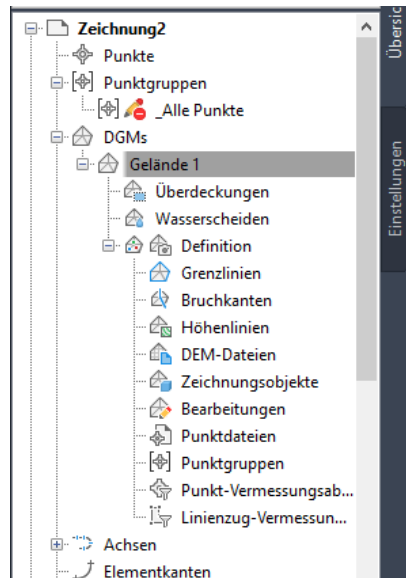 Zeichnung2
Punkte
Punktgruppen
_Alle Punkte
DGMs
Gelände 1
Überdeckungen
Wasserscheiden
Definition
Grenzlinien
Bruchkanten
Höhenlinien
DEM-Dateien
Zeichnungsobjekte
Bearbeitungen
Punktdateien
Punktgruppen
Punkt-Vermessungsab...
Linienzug-Vermessun...
Achsen
Elementkanten
Übersic
Einstellungen